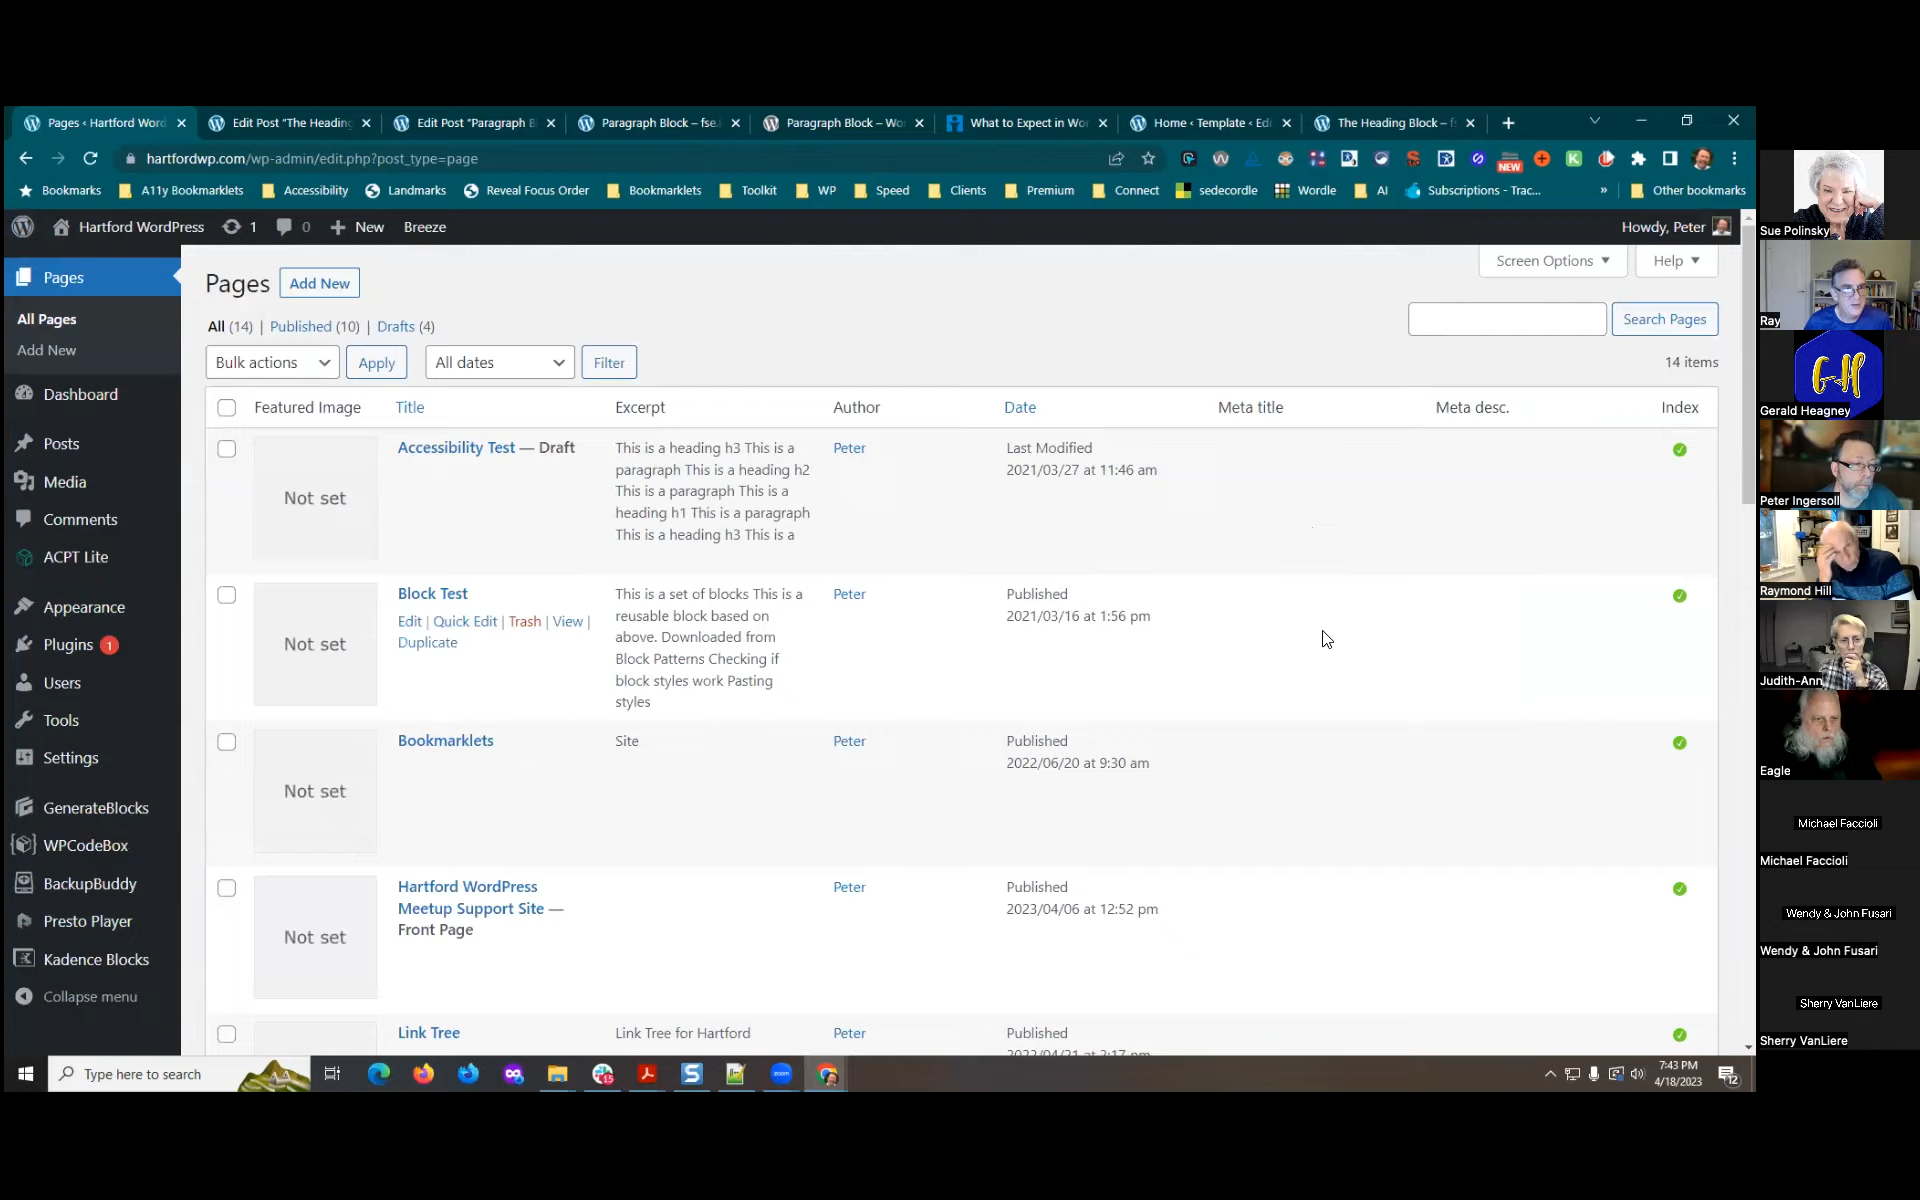 Pages ‹ Hartford Word
Edit Post "The Heading
Edit Post "Paragraph B
Paragraph Block – fse.
Paragraph Block – Wo
What to Expect in Wo
Home ‹ Template ‹ Edi
The Heading Block – f
hartfordwp.com/wp-admin/edit.php?post_type=page
NEW
Bookmarks
A11y Bookmarklets
Accessibility
Landmarks
Reveal Focus Order
Bookmarklets
Toolkit
WP
Speed
Clients
Premium
Connect
sedecordle
Wordle
AI
Subscriptions - Trac...
»
Other bookmarks
Hartford WordPress
1
0
New
Breeze
Howdy, Peter
Pages
All Pages
Add New
Dashboard
Posts
Media
Comments
ACPT Lite
Appearance
Plugins 1
Users
Tools
Settings
GenerateBlocks
WPCodeBox
BackupBuddy
Presto Player
Kadence Blocks
Collapse menu
Screen Options
Help
Pages Add New
All (14) | Published (10) | Drafts (4)
Search Pages
Bulk actions
Apply
All dates
Filter
14 items
Featured Image Title Excerpt Author Date Meta title Meta desc. Index
Not set
Accessibility Test — Draft
This is a heading h3 This is a
paragraph This is a heading h2
This is a paragraph This is a
heading h1 This is a paragraph
This is a heading h3 This is a
Peter
Last Modified
2021/03/27 at 11:46 am
Not set
Block Test
Edit | Quick Edit | Trash | View |
Duplicate
This is a set of blocks This is a
reusable block based on
above. Downloaded from
Block Patterns Checking if
block styles work Pasting
styles
Peter
Published
2021/03/16 at 1:56 pm
Not set
Bookmarklets
Site
Peter
Published
2022/06/20 at 9:30 am
Not set
Hartford WordPress
Meetup Support Site —
Front Page
Peter
Published
2023/04/06 at 12:52 pm
Link Tree
Link Tree for Hartford
Peter
Published
2022/04/21 at 2:17 pm
Type here to search
15
zoom
7:43 PM
4/18/2023
12
Sue Polinsky
Ray
GH
Gerald Heagney
Peter Ingersoll
Raymond Hill
Judith-Ann
Eagle
Michael Faccioli
Michael Faccioli
Wendy & John Fusari
Wendy & John Fusari
Sherry VanLiere
Sherry VanLiere